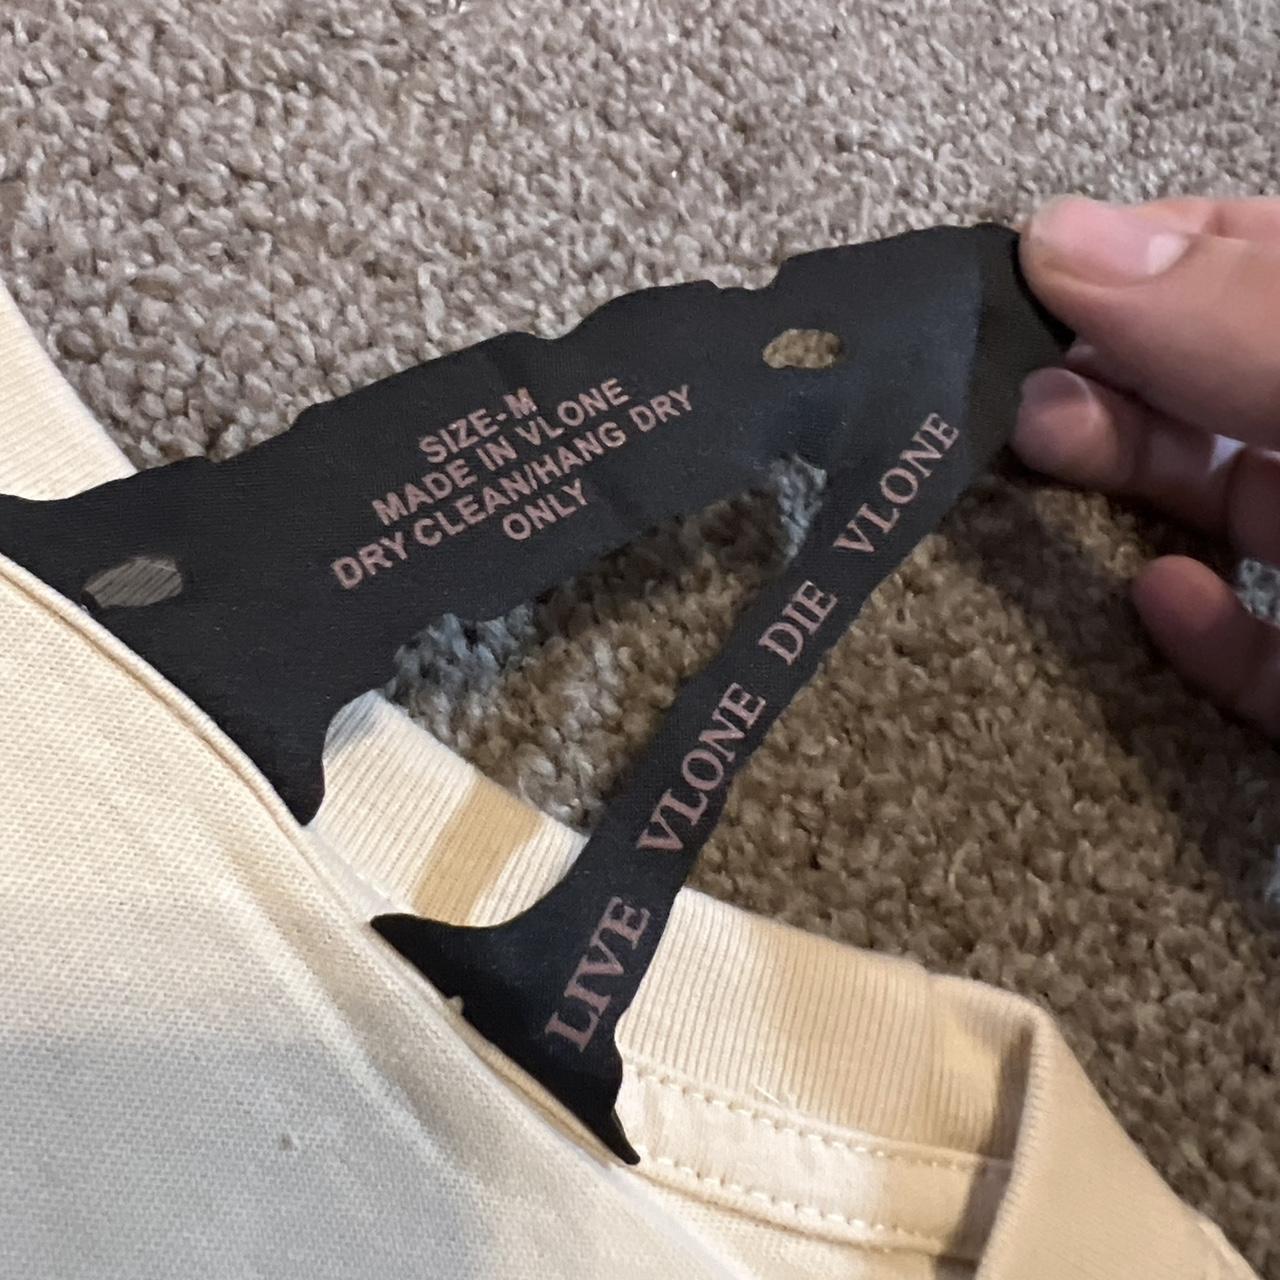 SIZE-M
MADE IN VLONE
DRY CLEAN/HANG DRY
ONLY
LIVE VLONE DIE VLONE